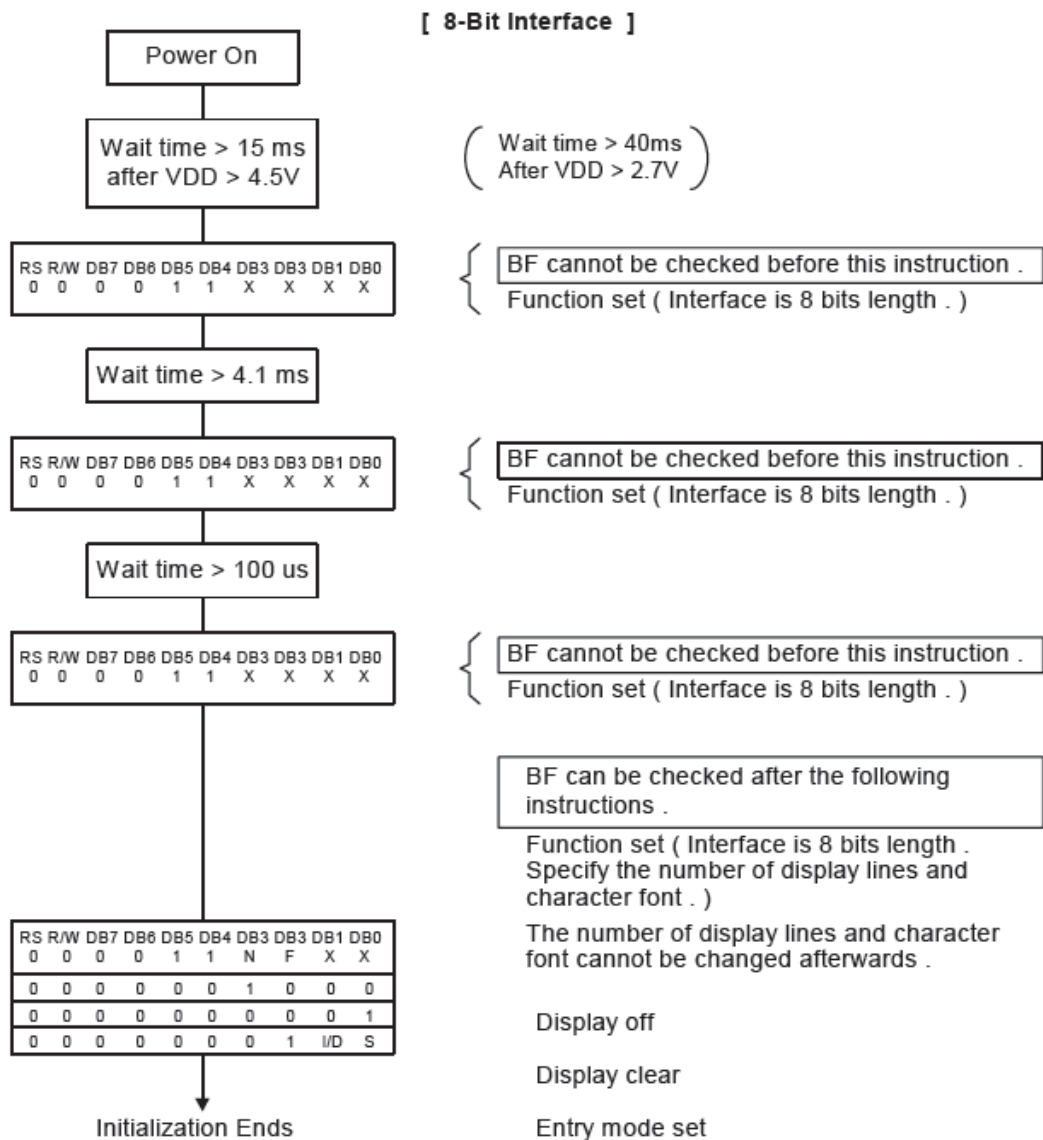 [ 8-Bit Interface ]
Power On
Wait time > 15 ms
after VDD > 4.5V
Wait time > 40ms
After VDD > 2.7V
RS R/W DB7 DB6 DB5 DB4 DB3 DB3 DB1 DB0
0 0 0 0 1 1 X X X X
BF cannot be checked before this instruction .
Function set ( Interface is 8 bits length . )
Wait time > 4.1 ms
RS R/W DB7 DB6 DB5 DB4 DB3 DB3 DB1 DB0
0 0 0 0 1 1 X X X X
BF cannot be checked before this instruction .
Function set ( Interface is 8 bits length . )
Wait time > 100 us
RS R/W DB7 DB6 DB5 DB4 DB3 DB3 DB1 DB0
0 0 0 0 1 1 X X X X
BF cannot be checked before this instruction .
Function set ( Interface is 8 bits length . )
BF can be checked after the following
instructions .
Function set ( Interface is 8 bits length .
Specify the number of display lines and
character font . )
The number of display lines and character
font cannot be changed afterwards .
RS R/W DB7 DB6 DB5 DB4 DB3 DB3 DB1 DB0
0 0 0 0 1 1 N F X X
0 0 0 0 0 0 1 0 0 0
0 0 0 0 0 0 0 0 0 1
0 0 0 0 0 0 0 1 I/D S
Display off
Display clear
Initialization Ends
Entry mode set